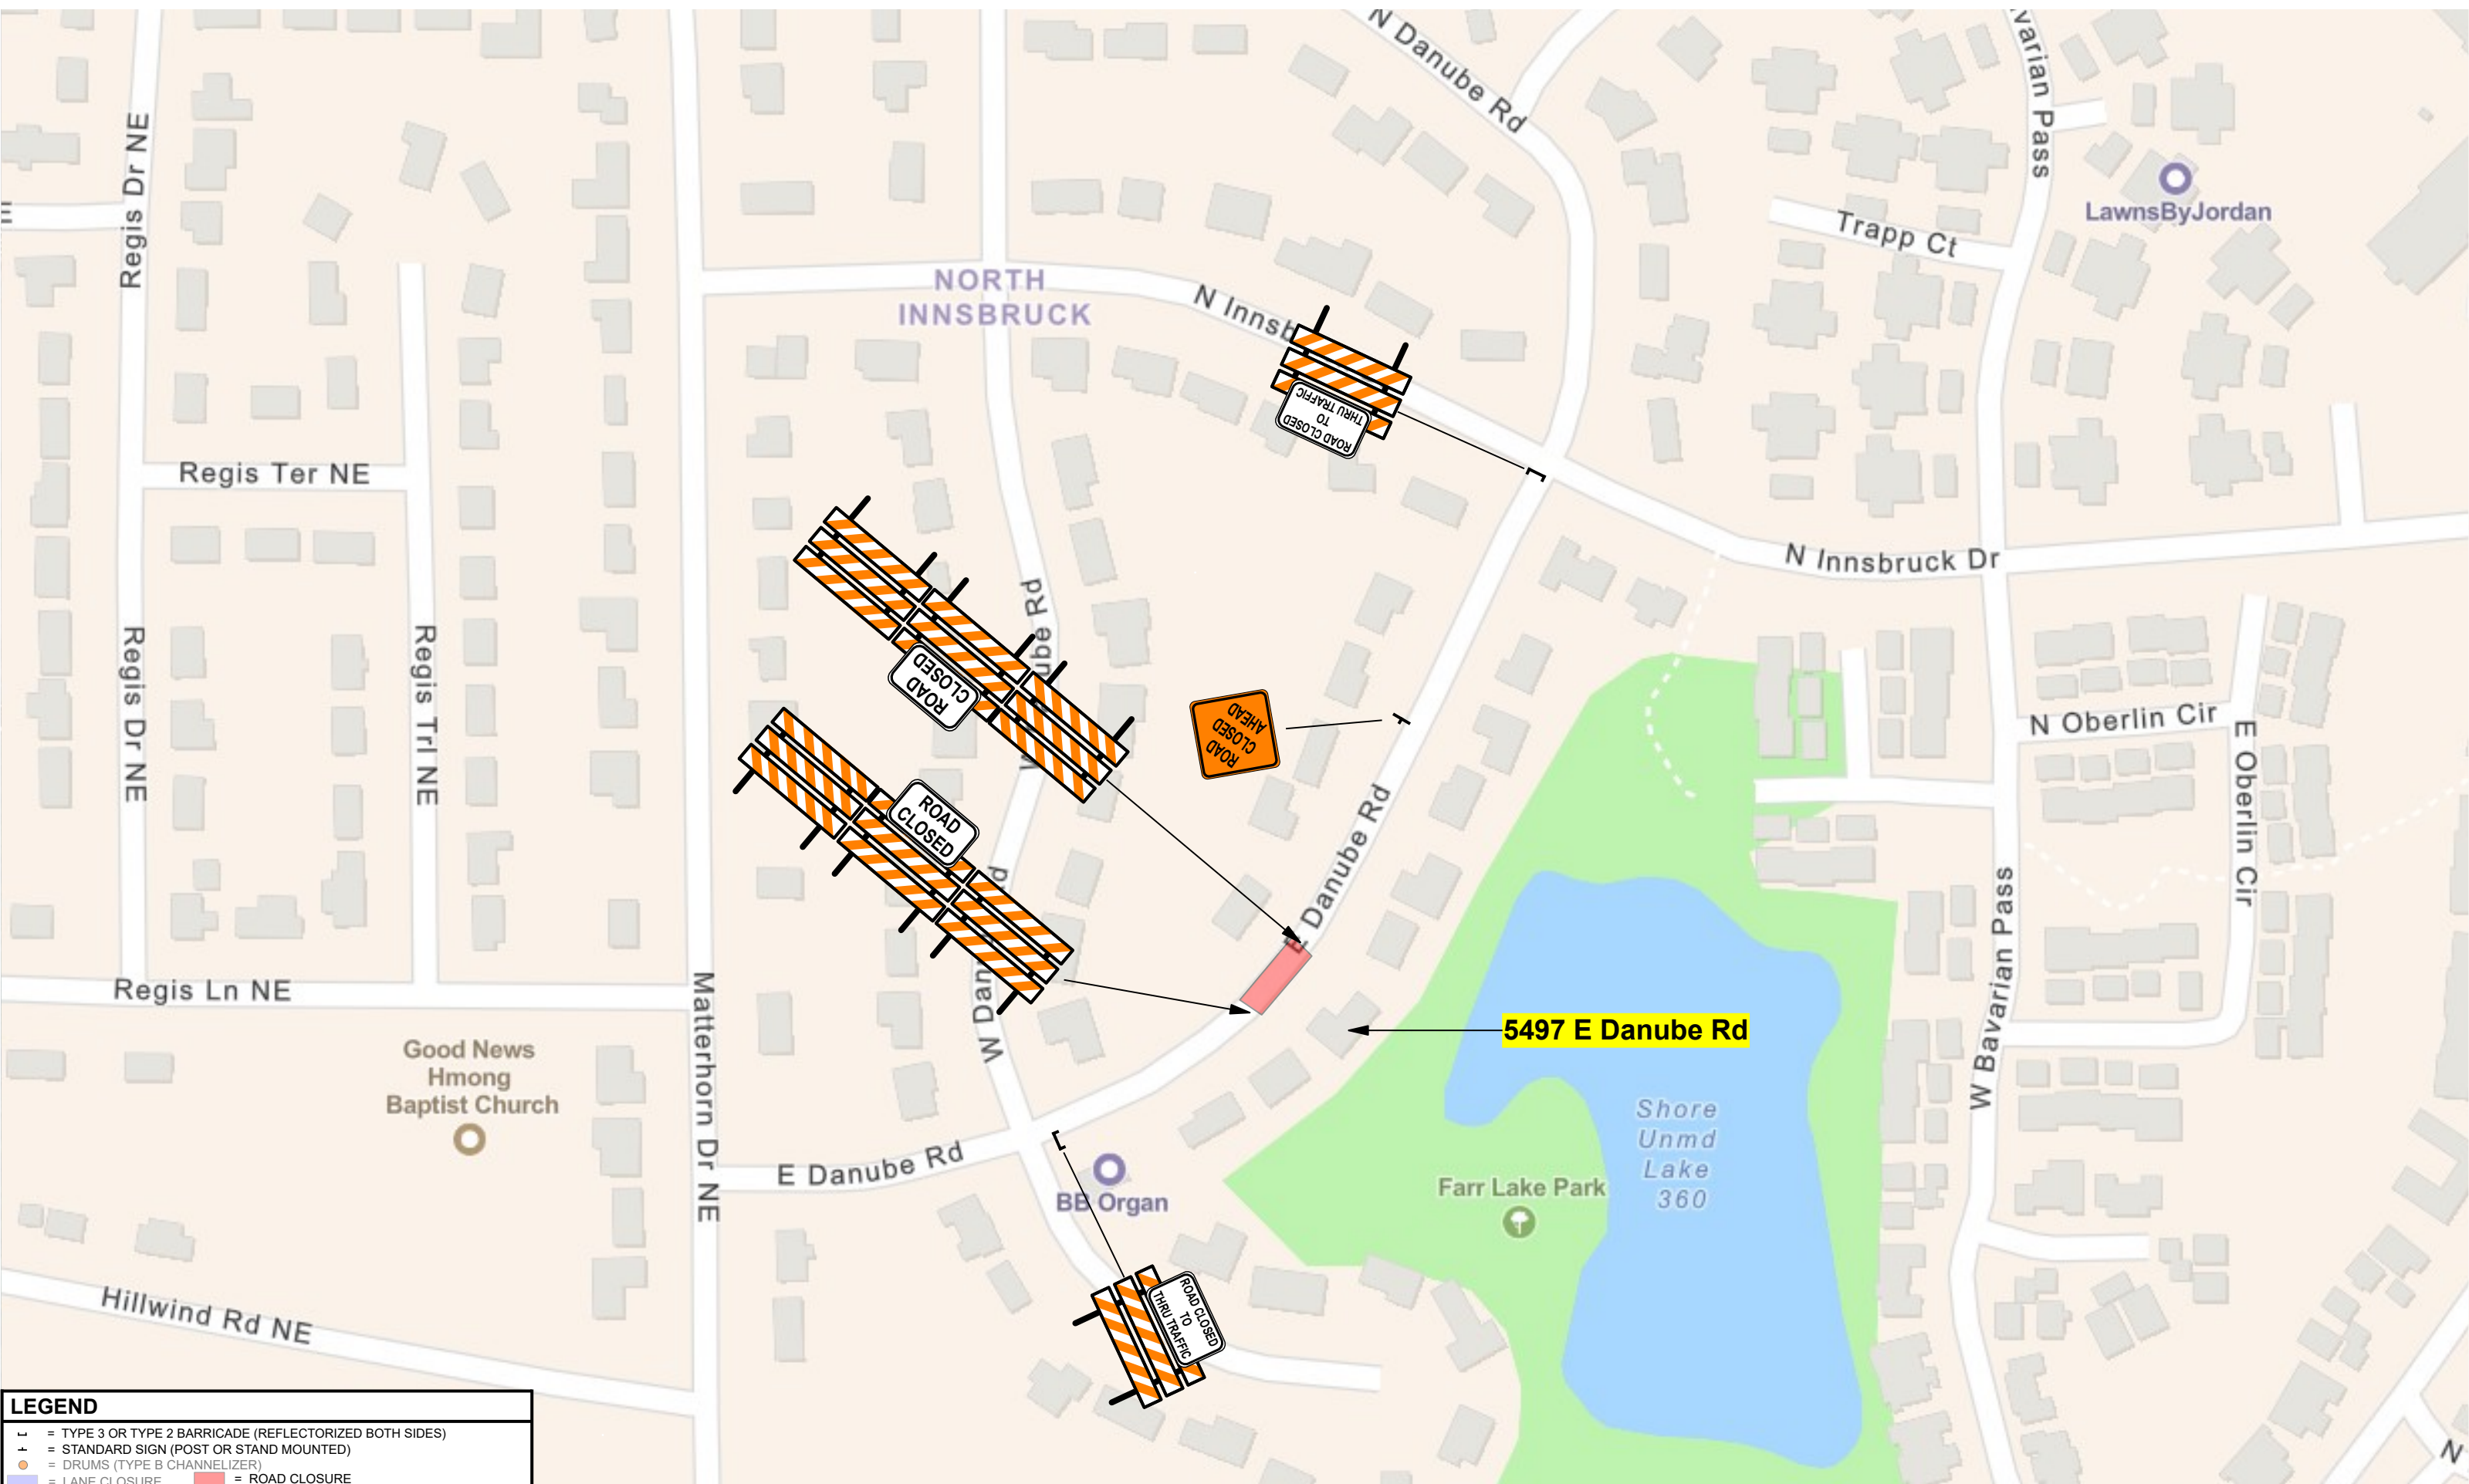 N Danube Rd
varian Pass
Regis Dr NE
LawnsByJordan
Trapp Ct
NORTH
INNSBRUCK
N Innsb
ROAD CLOSED
TO
THRU TRAFFIC
Regis Ter NE
N Innsbruck Dr
Regis Dr NE
Regis Trl NE
nube Rd
ROAD
CLOSED
ROAD
CLOSED
AHEAD
N Oberlin Cir
E Oberlin Cir
ROAD
CLOSED
E Danube Rd
W Bavarian Pass
Regis Ln NE
Matterhorn Dr NE
W Danu
5497 E Danube Rd
Good News
Hmong
Baptist Church
Shore
Unmd
Lake
360
E Danube Rd
BB Organ
Farr Lake Park
ROAD CLOSED
TO
THRU TRAFFIC
Hillwind Rd NE
N
LEGEND
= TYPE 3 OR TYPE 2 BARRICADE (REFLECTORIZED BOTH SIDES)
= STANDARD SIGN (POST OR STAND MOUNTED)
= DRUMS (TYPE B CHANNELIZER)
= LANE CLOSURE = ROAD CLOSURE